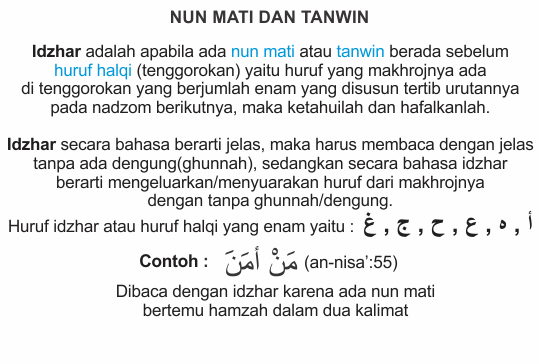 NUN MATI DAN TANWIN
Idzhar adalah apabila ada nun mati atau tanwin berada sebelum
huruf halqi (tenggorokan) yaitu huruf yang makhrojnya ada
di tenggorokan yang berjumlah enam yang disusun tertib urutannya
pada nadzom berikutnya, maka ketahuilah dan hafalkanlah.
Idzhar secara bahasa berarti jelas, maka harus membaca dengan jelas
tanpa ada dengung(ghunnah), sedangkan secara bahasa idzhar
berarti mengeluarkan/menyuarakan huruf dari makhrojnya
dengan tanpa ghunnah/dengung.
Huruf idzhar atau huruf halqi yang enam yaitu : أ , ه , ع , ح , ج , غ
Contoh : مَنْ أمَنَ (an-nisa’:55)
Dibaca dengan idzhar karena ada nun mati
bertemu hamzah dalam dua kalimat